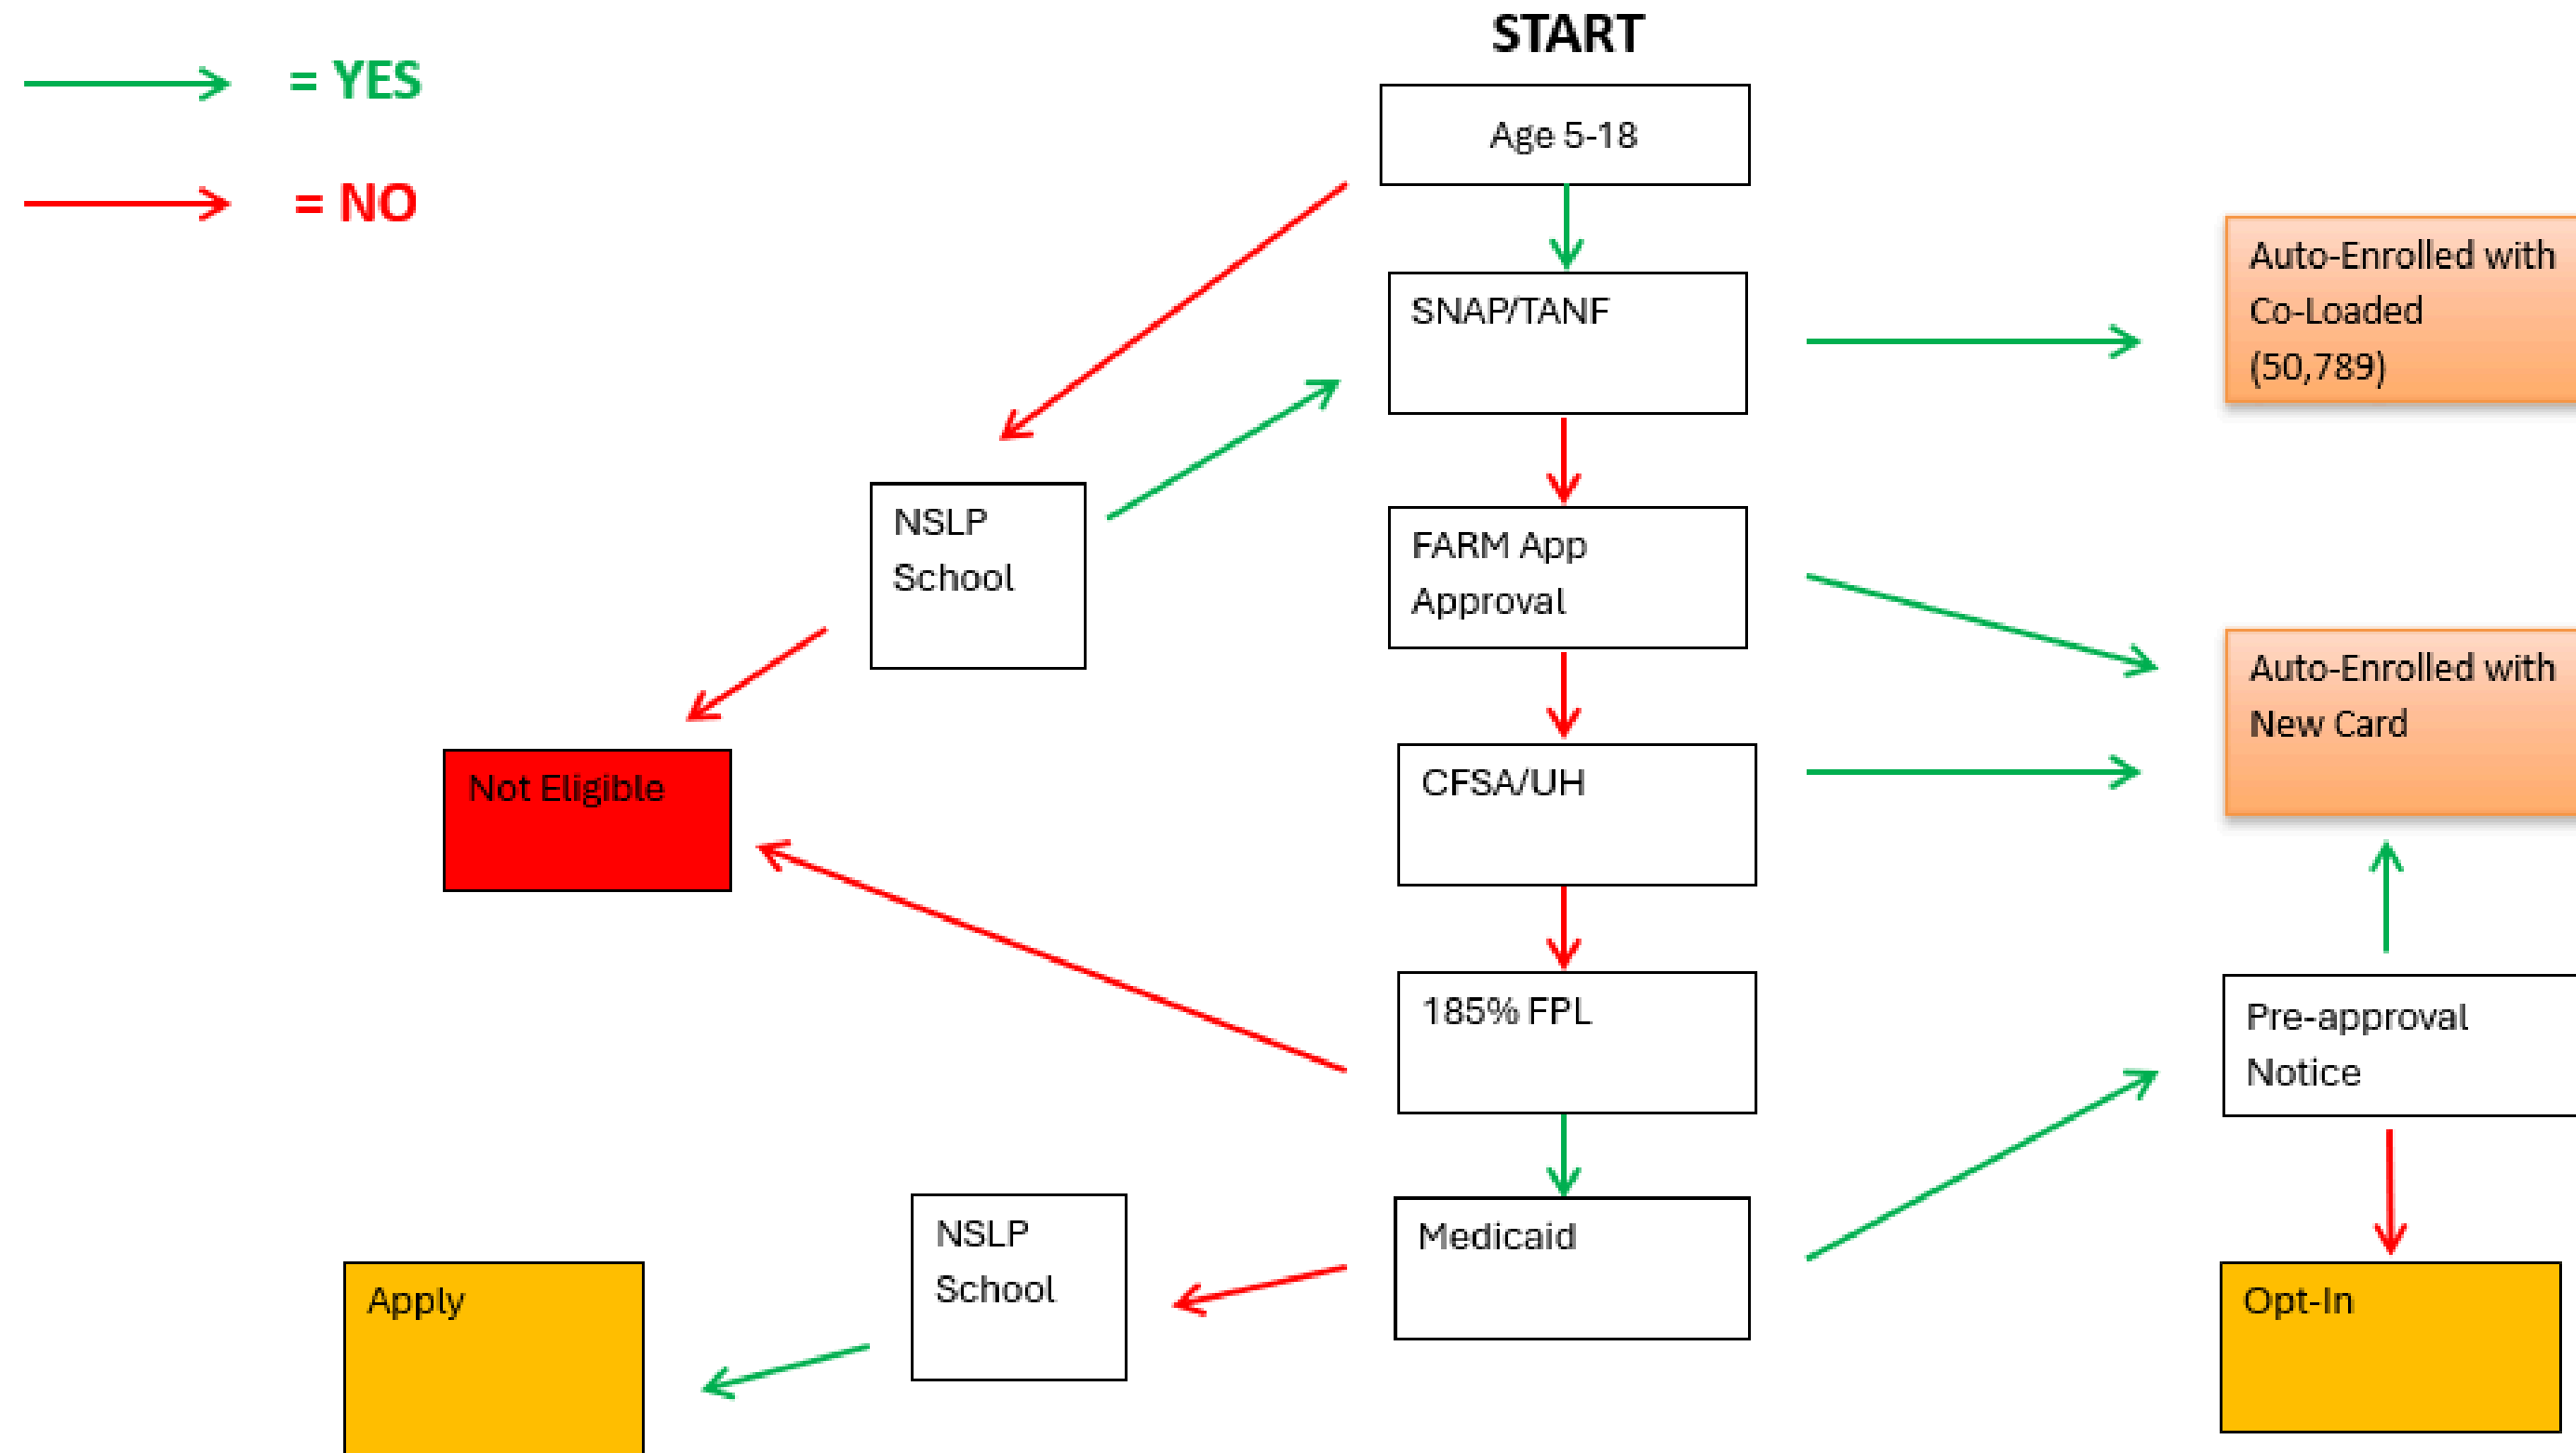 START
= YES
= NO
Age 5-18
SNAP/TANF
Auto-Enrolled with
Co-Loaded
(50,789)
NSLP
School
FARM App
Approval
Auto-Enrolled with
New Card
Not Eligible
CFSA/UH
185% FPL
Pre-approval
Notice
NSLP
School
Medicaid
Apply
Opt-In